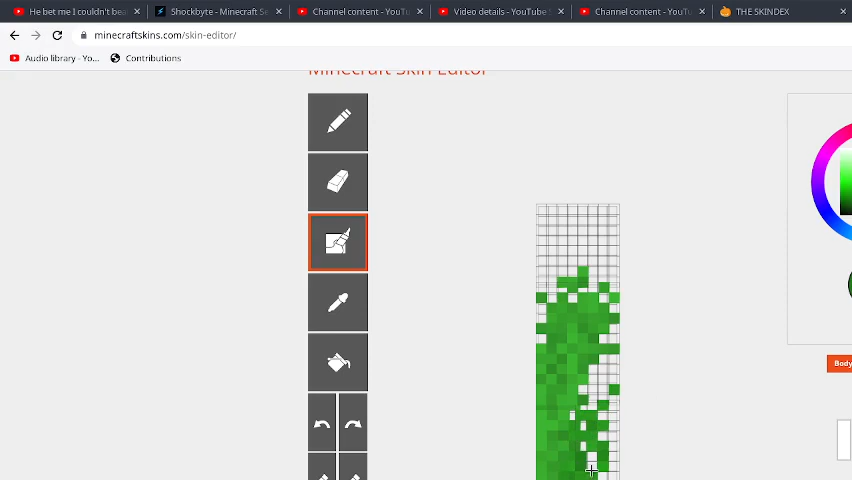 He bet me I couldn't bea
Shockbyte - Minecraft Se
Channel content - YouTu
Video details - YouTube
Channel content - YouTu
THE SKINDEX
minecraftskins.com/skin-editor/
Audio library - Yo...
Contributions
Minecraft Skin Editor
Body